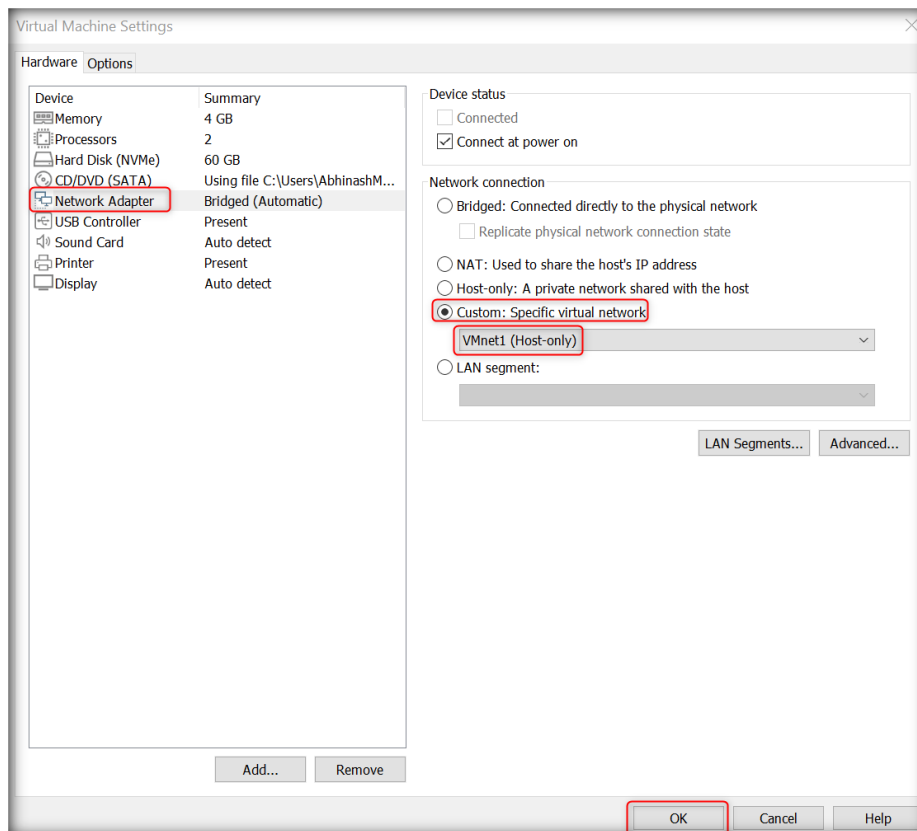 Virtual Machine Settings
Hardware Options
Device Summary
Memory 4 GB
Processors 2
Hard Disk (NVMe) 60 GB
CD/DVD (SATA) Using file C:\Users\AbhinashM...
Network Adapter Bridged (Automatic)
USB Controller Present
Sound Card Auto detect
Printer Present
Display Auto detect
Add... Remove
Device status
Connected
Connect at power on
Network connection
Bridged: Connected directly to the physical network
Replicate physical network connection state
NAT: Used to share the host's IP address
Host-only: A private network shared with the host
Custom: Specific virtual network
VMnet1 (Host-only)
LAN segment:
LAN Segments... Advanced...
OK Cancel Help